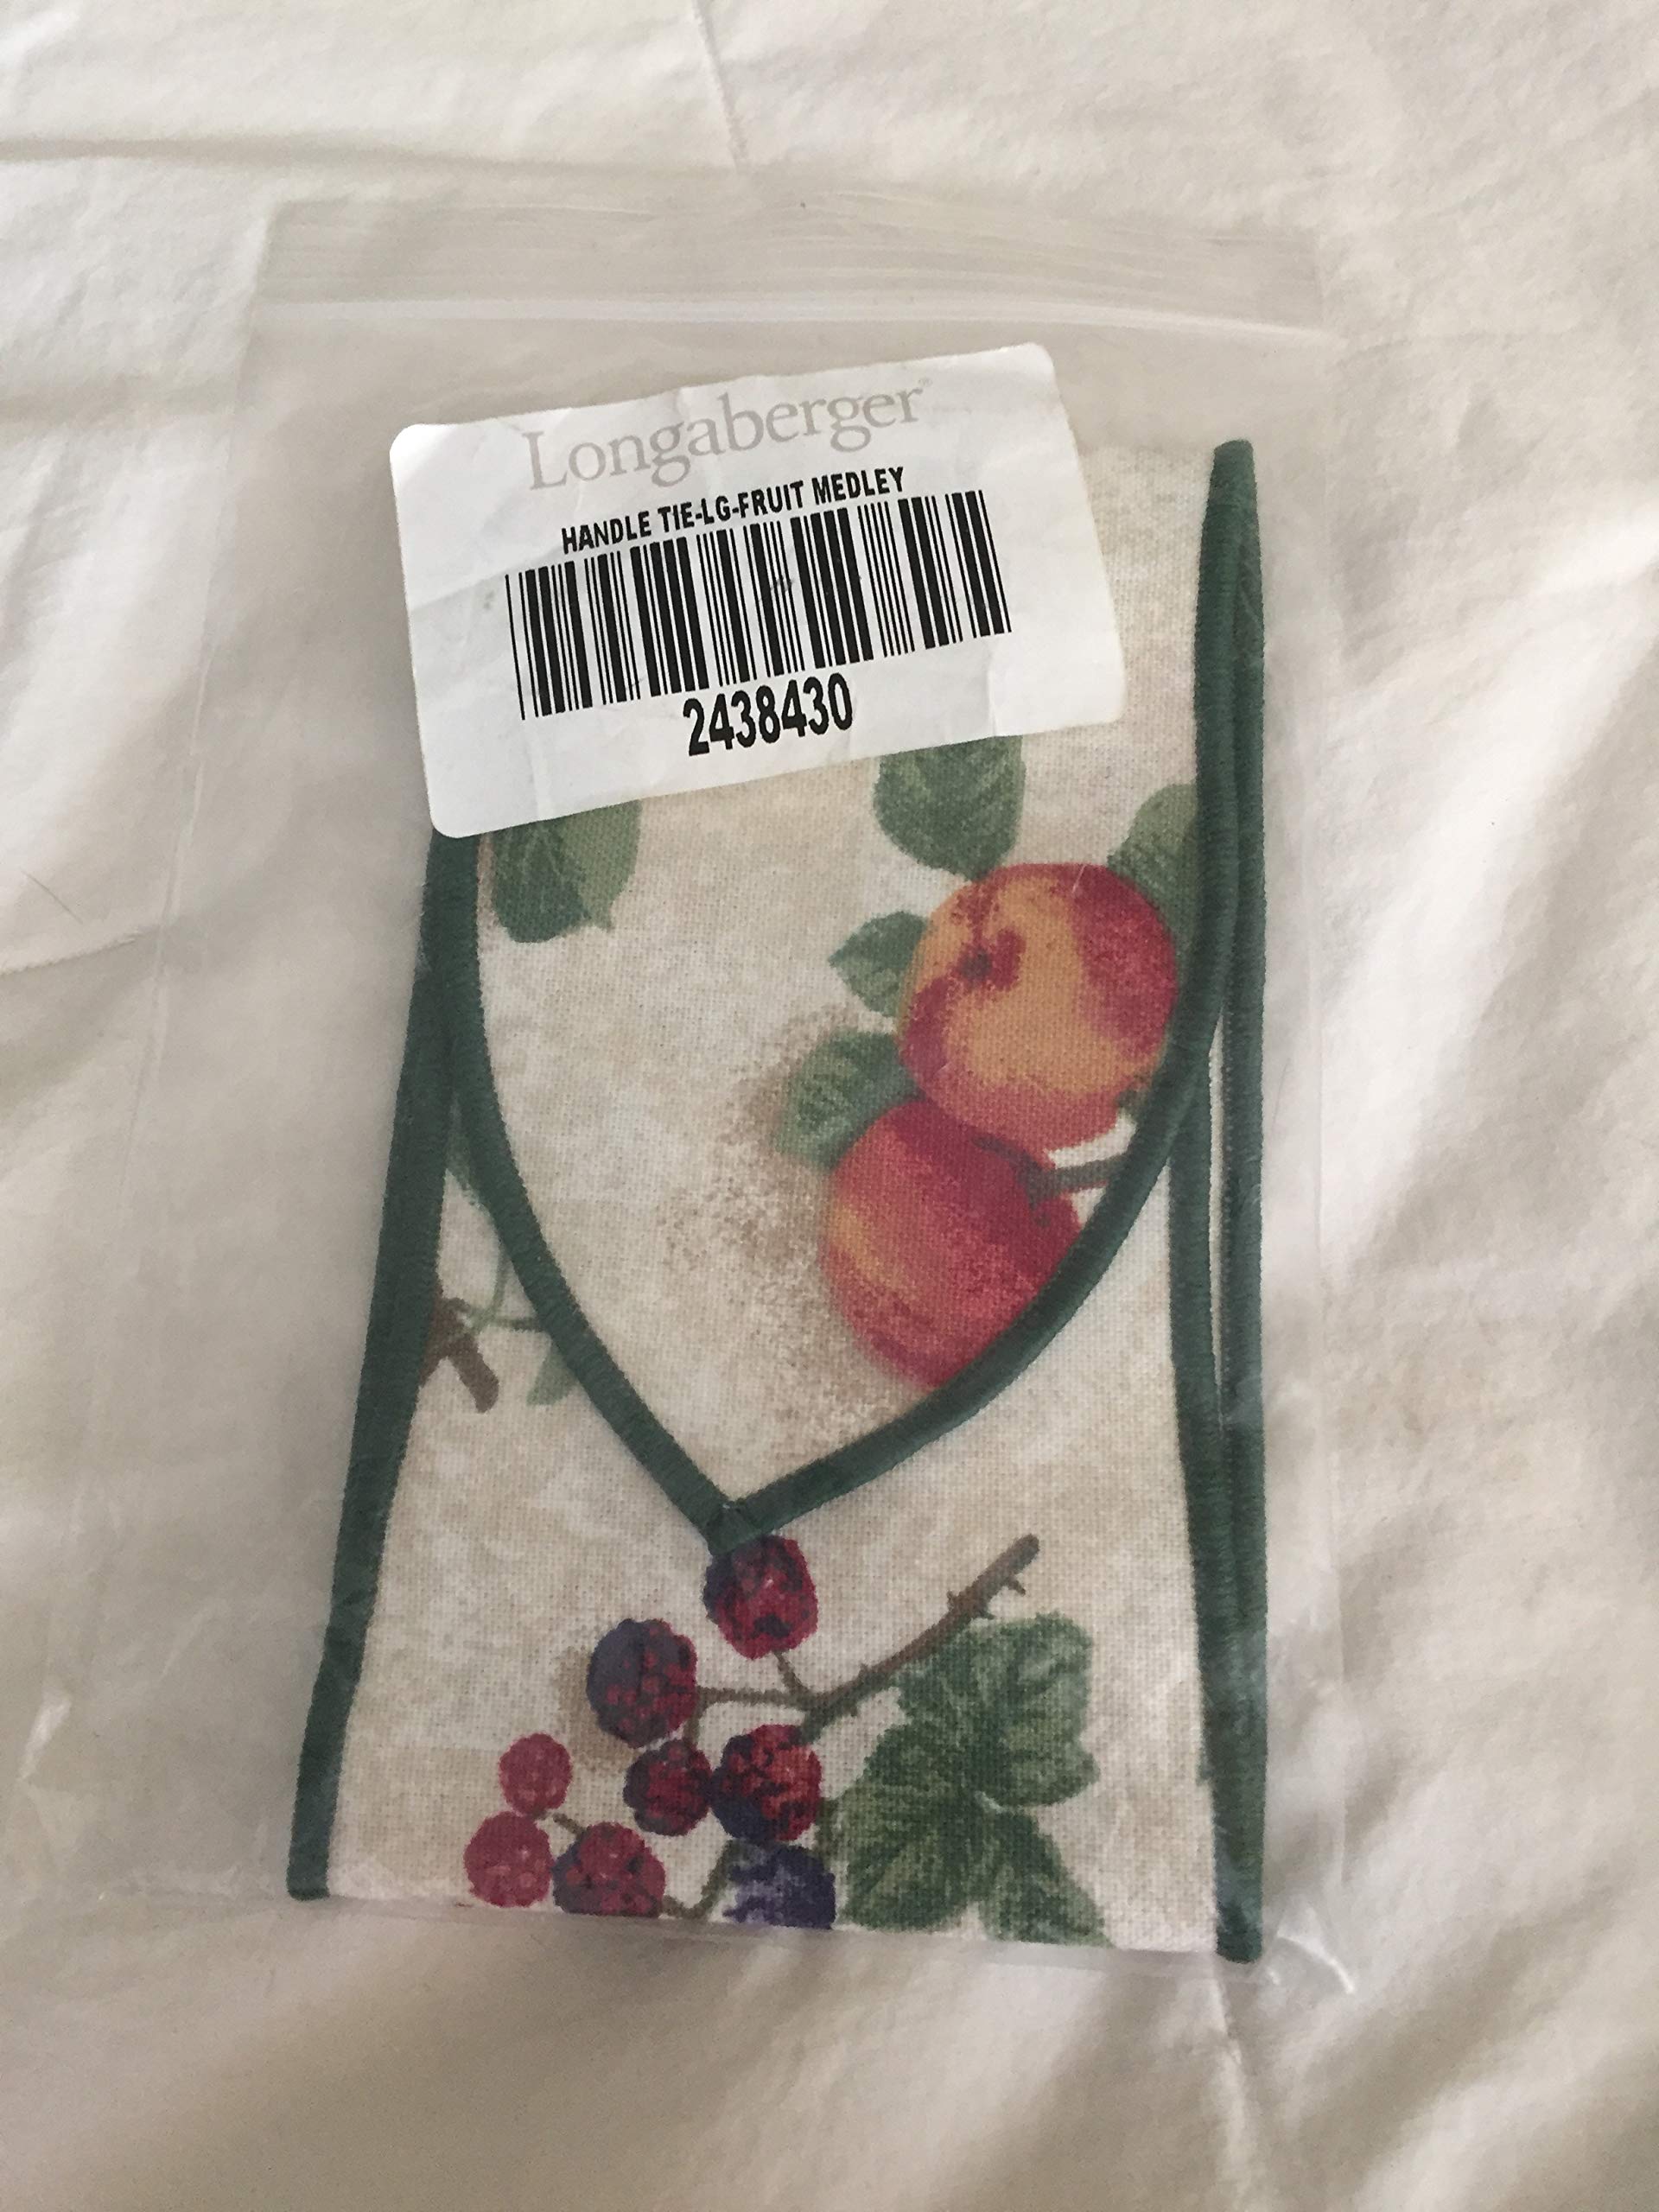 Longaberger®
HANDLE TIE-LG-FRUIT MEDLEY
2438430